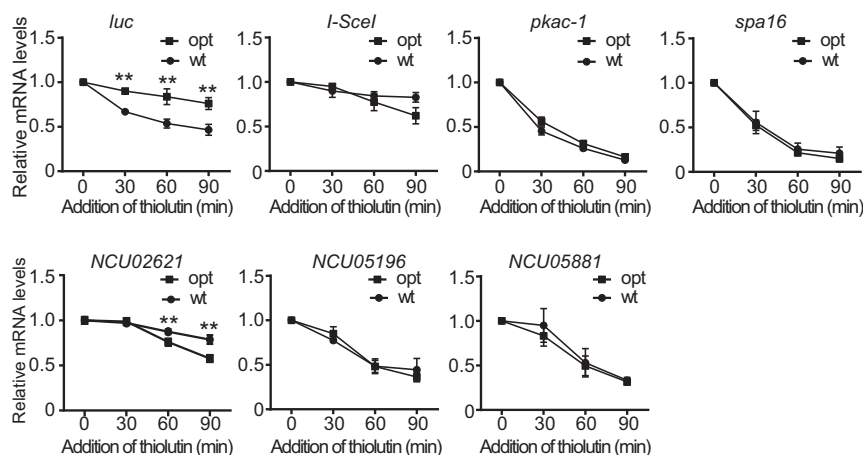 luc I-SceI pkac-1 spa16
Relative mRNA levels
1.5 opt wt 1.5 opt wt 1.5 opt wt 1.5 opt wt
** ** **
1.0 1.0 1.0 1.0
0.5 0.5 0.5 0.5
0 0 0 0
0 30 60 90 0 30 60 90 0 30 60 90 0 30 60 90
Addition of thiolutin (min) Addition of thiolutin (min) Addition of thiolutin (min) Addition of thiolutin (min)
NCU02621 NCU05196 NCU05881
Relative mRNA levels
1.5 opt wt 1.5 opt wt 1.5 opt wt
** **
1.0 1.0 1.0
0.5 0.5 0.5
0 0 0
0 30 60 90 0 30 60 90 0 30 60 90
Addition of thiolutin (min) Addition of thiolutin (min) Addition of thiolutin (min)